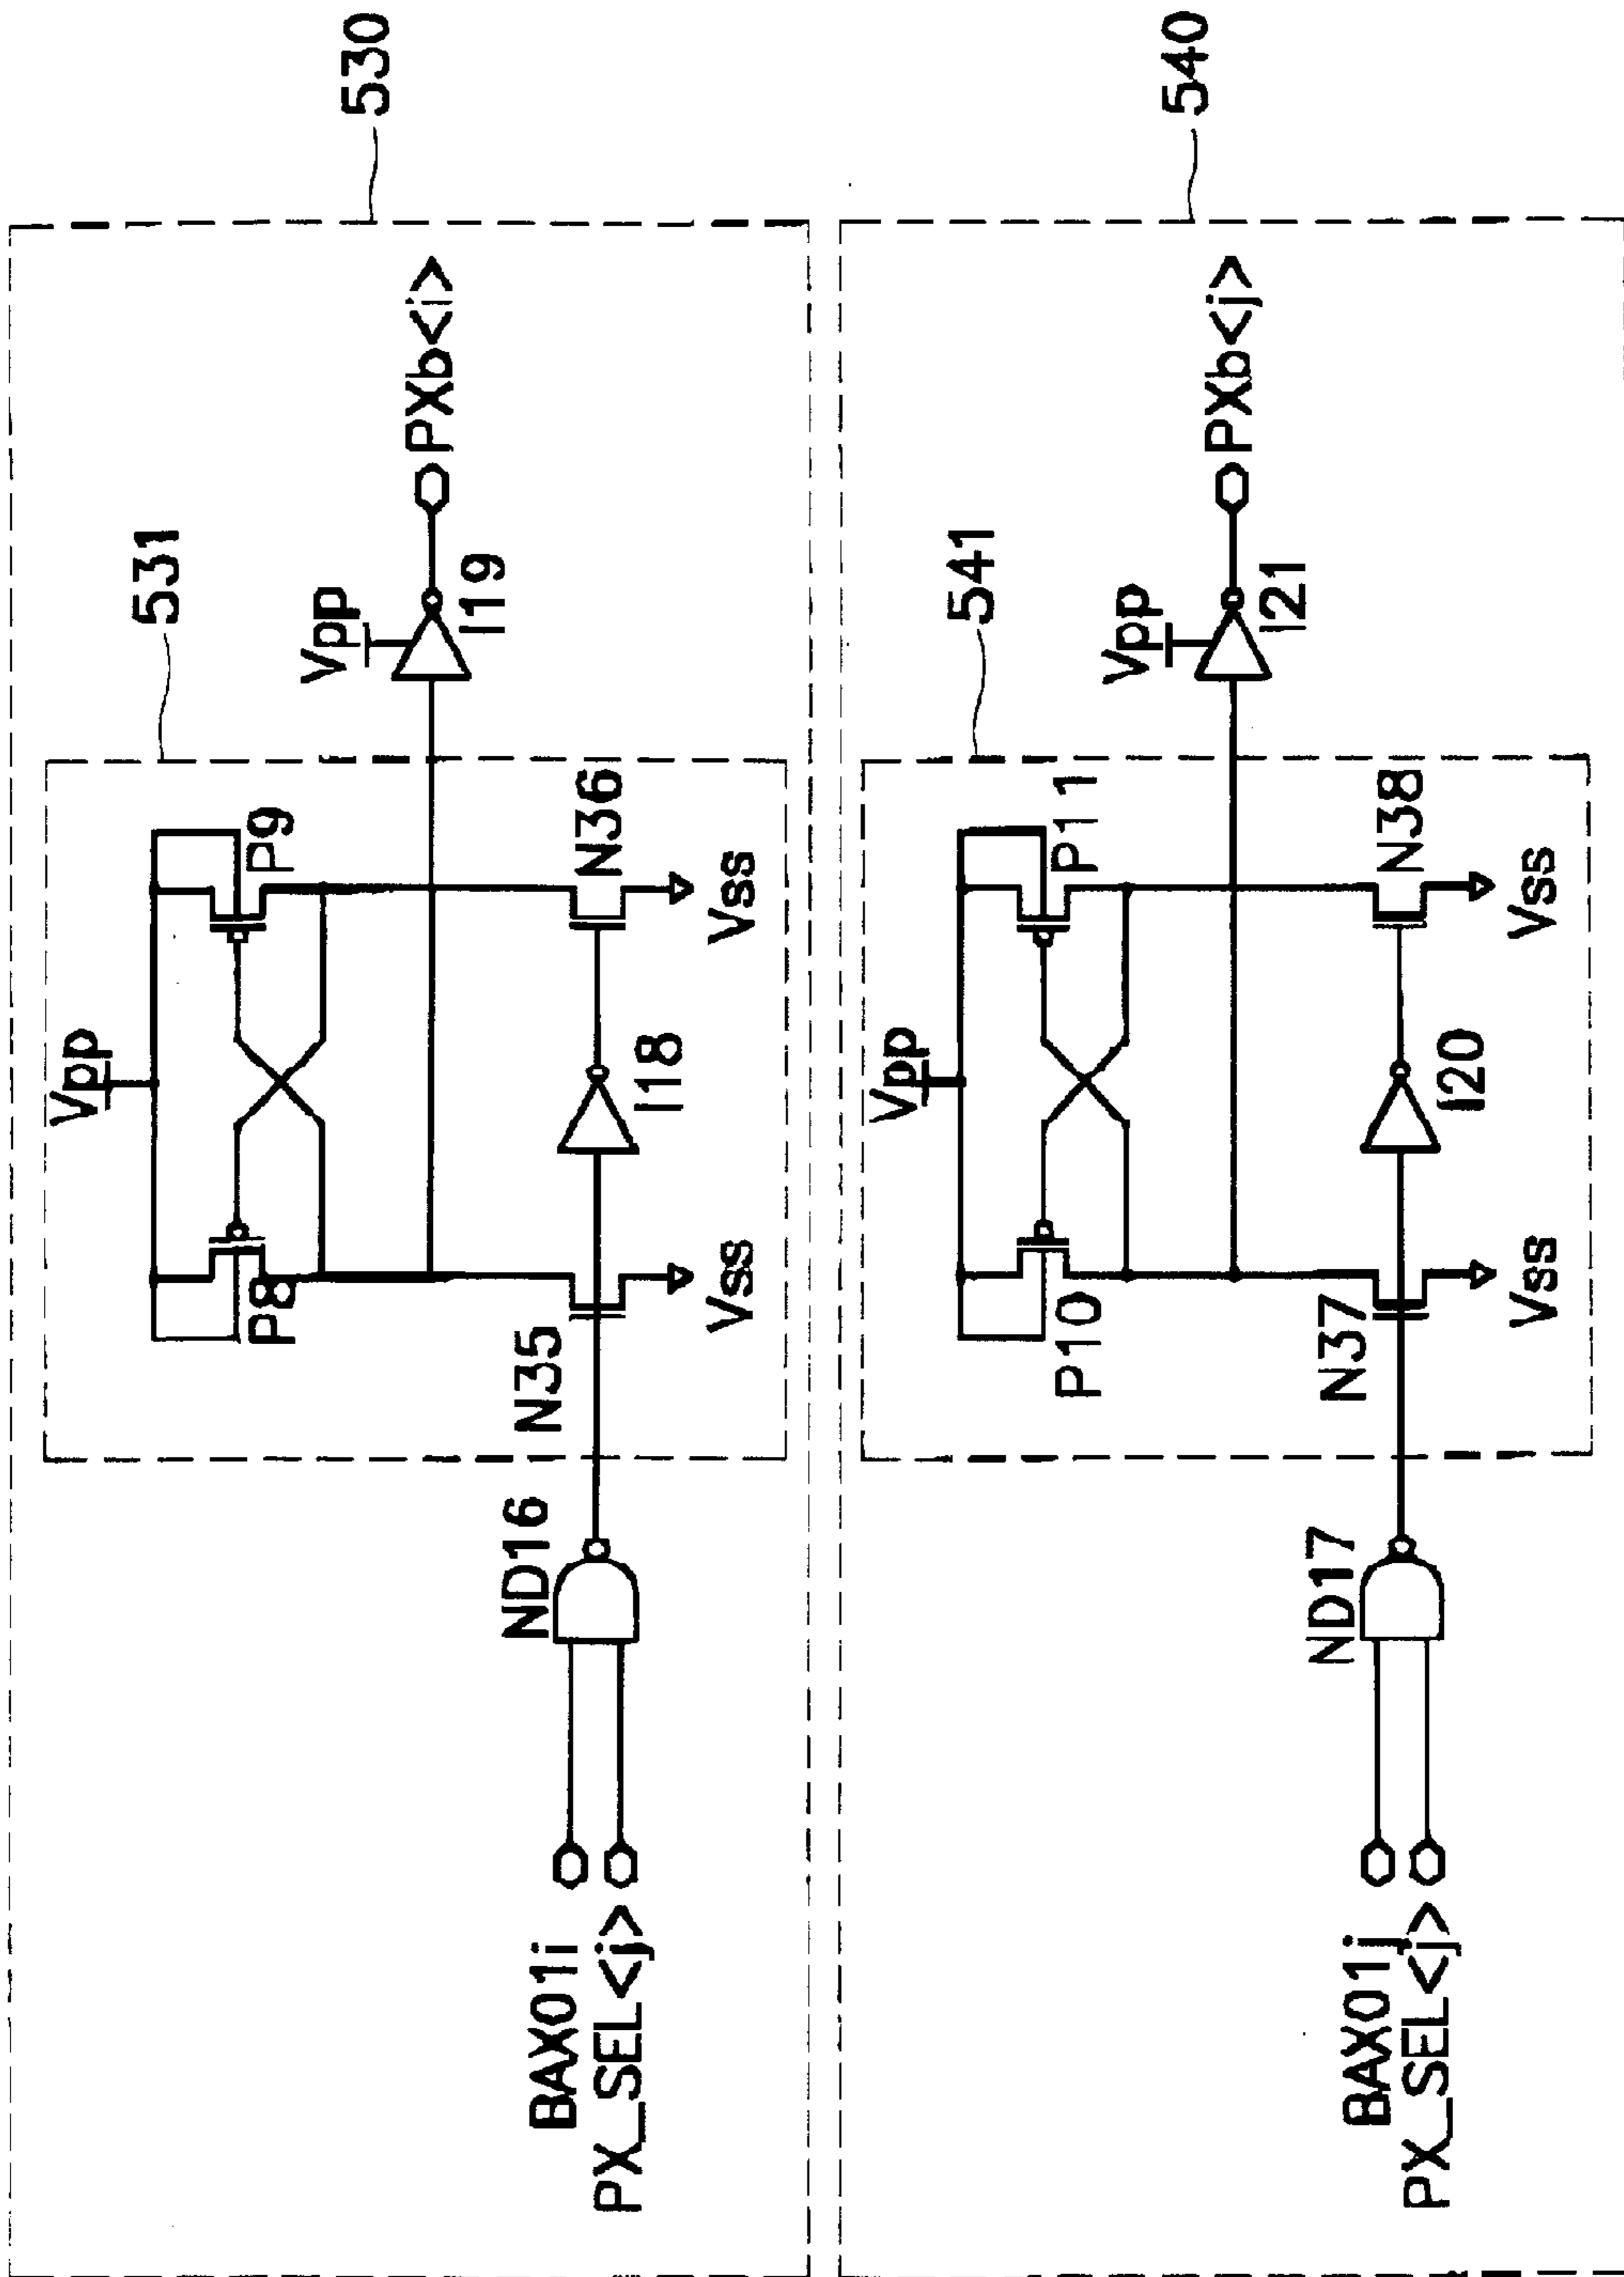 530
531
Vpp
P8
P9
Vpp
I19
PXb<i>
BAX01i
PX_SEL<j>
ND16
N35
I18
N36
Vss
Vss
540
541
Vpp
P10
P11
Vpp
I21
PXb<j>
BAX01j
PX_SEL<j>
ND17
N37
I20
N38
Vss
Vss